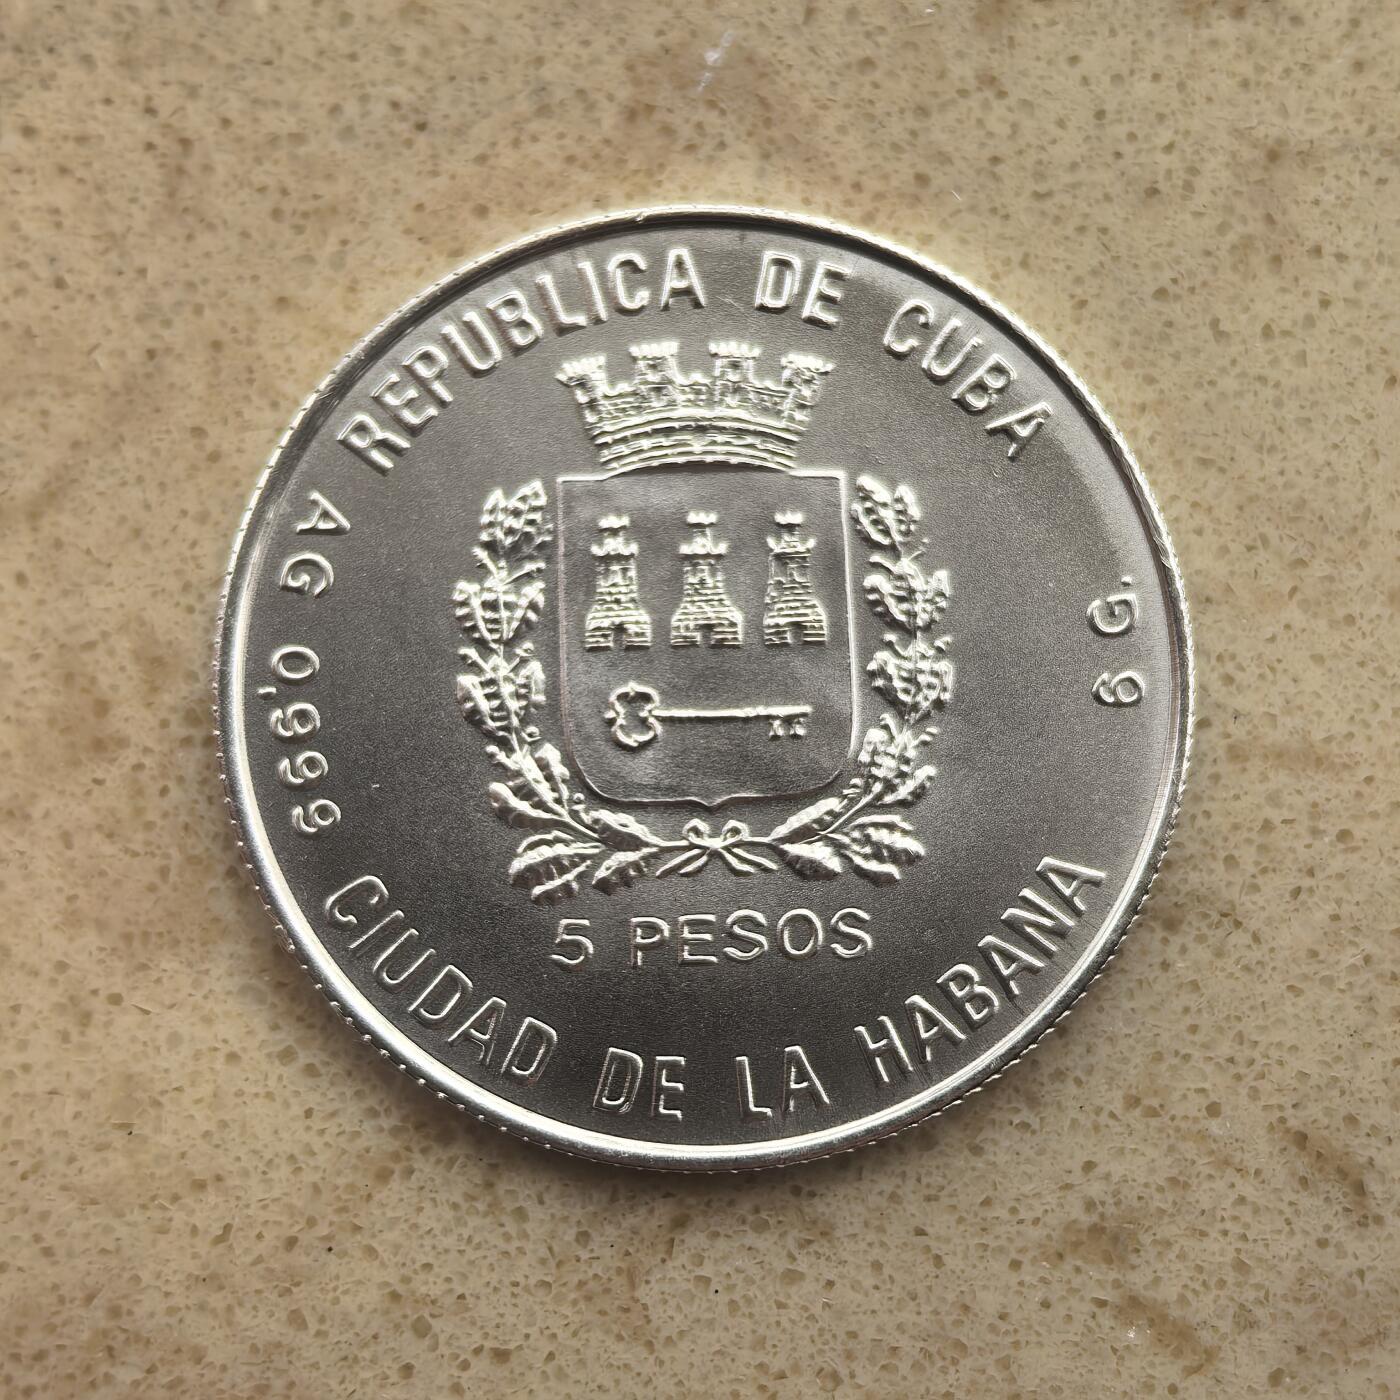 REPUBLICA DE CUBA
AG 0,999
6 G.
5 PESOS
CIUDAD DE LA HABANA